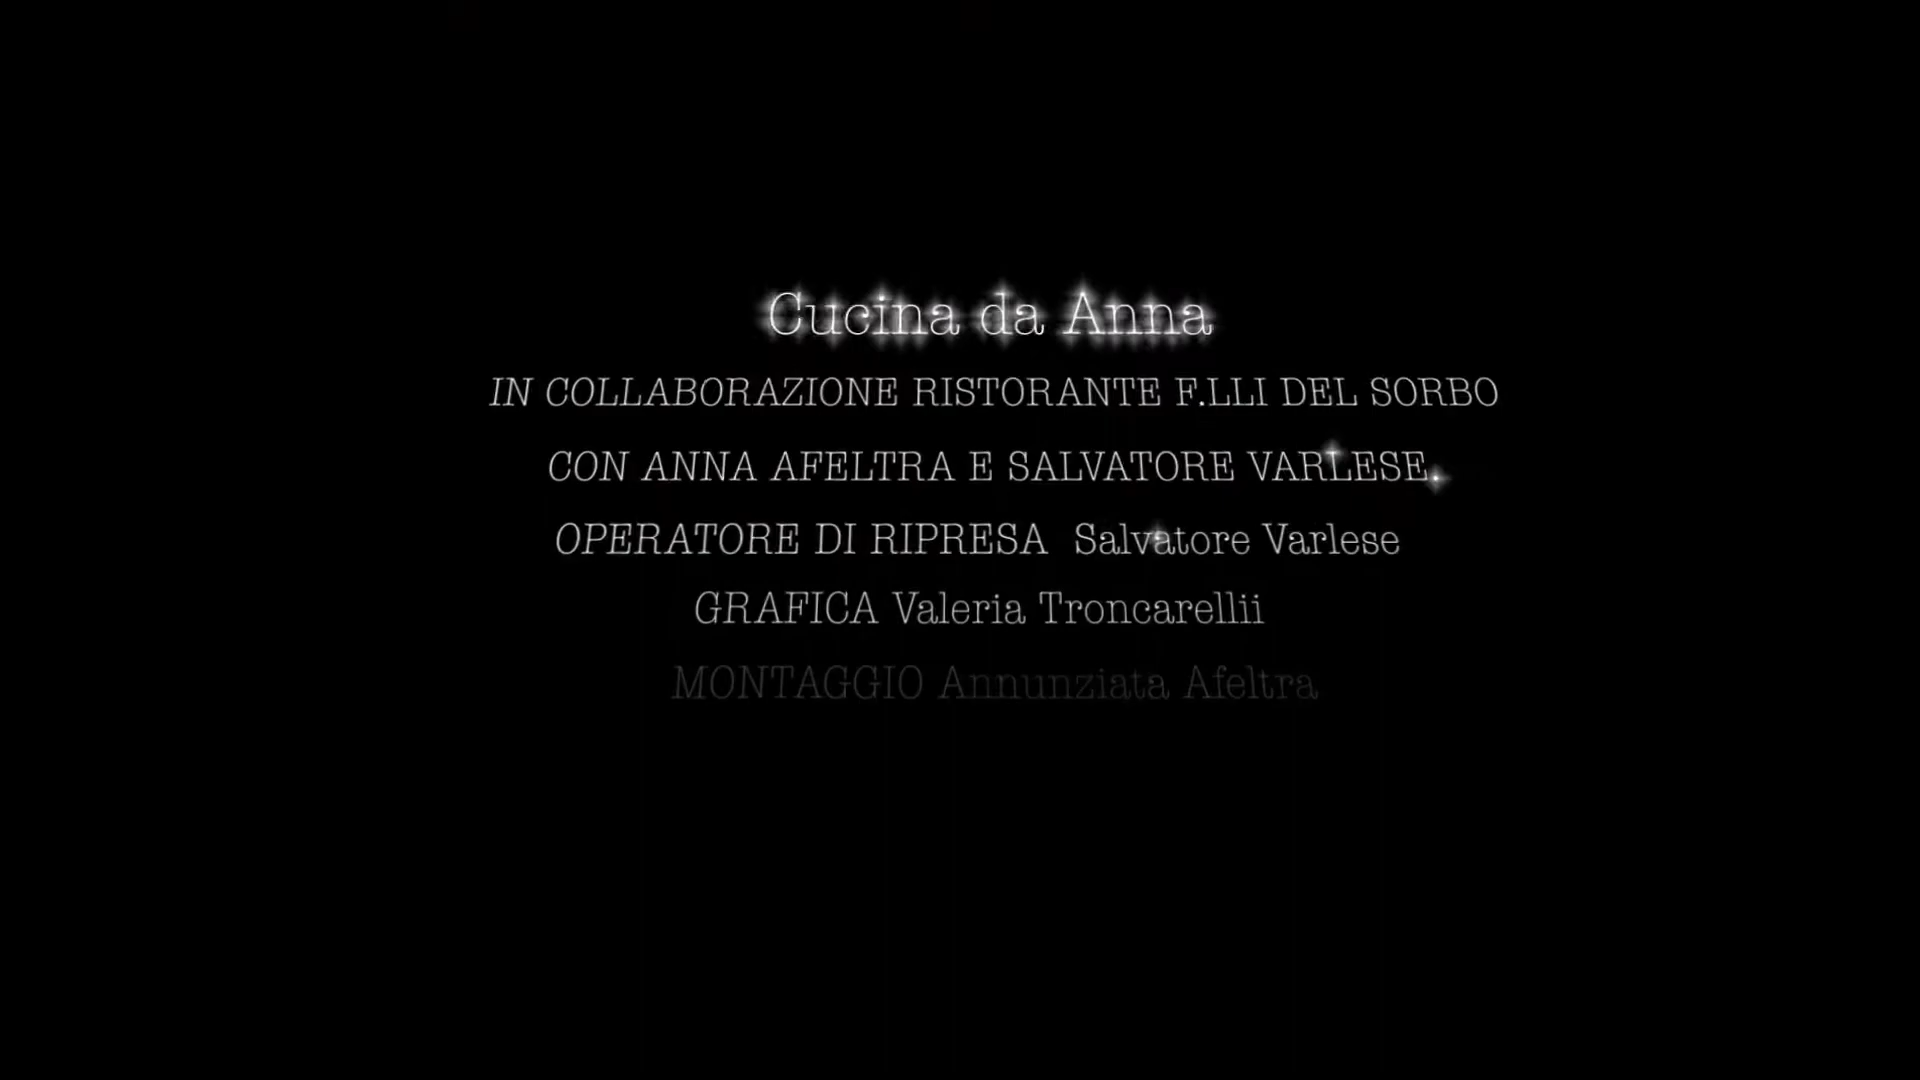 Cucina da Anna
IN COLLABORAZIONE RISTORANTE F.LLI DEL SORBO
CON ANNA AFELTRA E SALVATORE VARLESE.
OPERATORE DI RIPRESA Salvatore Varlese
GRAFICA Valeria Troncarellii
MONTAGGIO Annunziata Afeltra